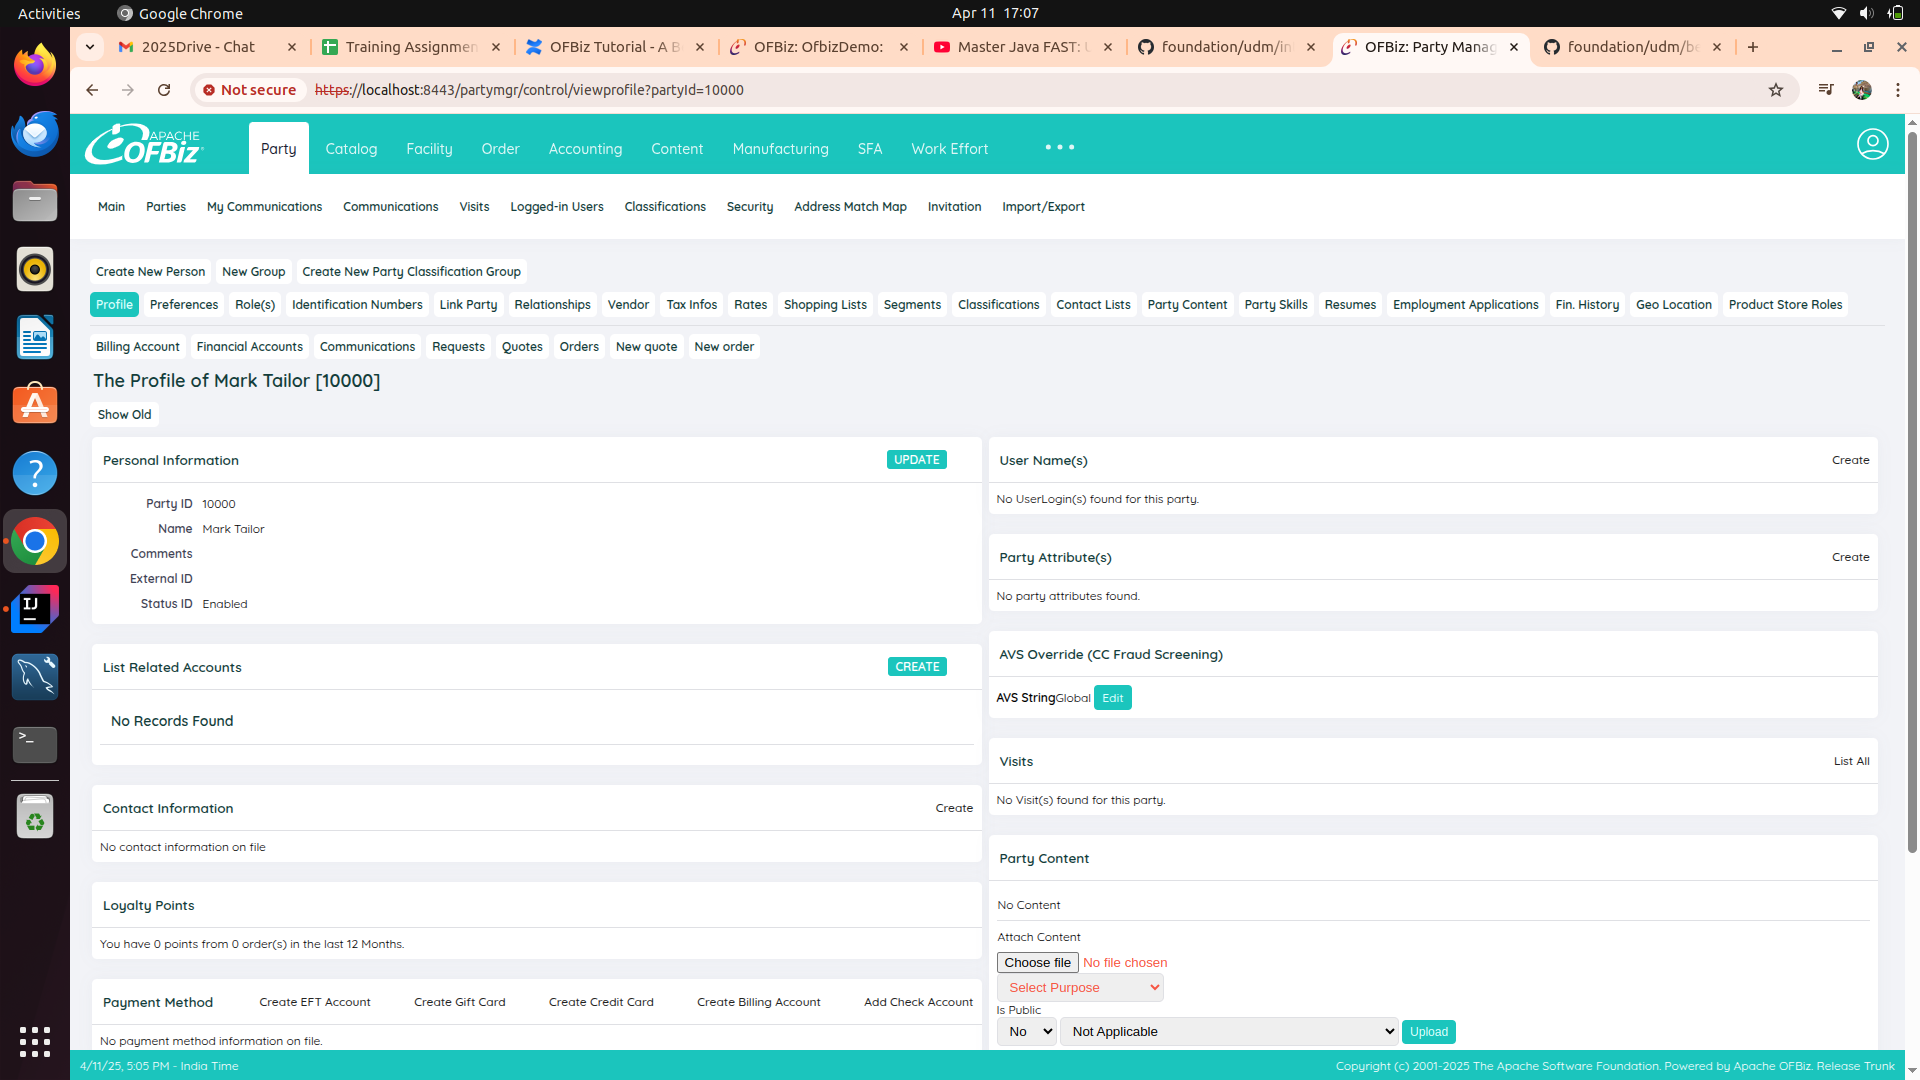 Activities
Google Chrome
Apr 11 17:07
2025Drive - Chat
Training Assignmen
OFBiz Tutorial - A B
OFBiz: OfbizDemo:
Master Java FAST: U
foundation/udm/in
OFBiz: Party Manag
foundation/udm/be
Not secure
https://localhost:8443/partymgr/control/viewprofile?partyId=10000
APACHE
OFBiz
Party
Catalog
Facility
Order
Accounting
Content
Manufacturing
SFA
Work Effort
Main
Parties
My Communications
Communications
Visits
Logged-in Users
Classifications
Security
Address Match Map
Invitation
Import/Export
Create New Person
New Group
Create New Party Classification Group
Profile
Preferences
Role(s)
Identification Numbers
Link Party
Relationships
Vendor
Tax Infos
Rates
Shopping Lists
Segments
Classifications
Contact Lists
Party Content
Party Skills
Resumes
Employment Applications
Fin. History
Geo Location
Product Store Roles
Billing Account
Financial Accounts
Communications
Requests
Quotes
Orders
New quote
New order
The Profile of Mark Tailor [10000]
Show Old
Personal Information
UPDATE
Party ID 10000
Name Mark Tailor
Comments
External ID
Status ID Enabled
List Related Accounts
CREATE
No Records Found
Contact Information
Create
No contact information on file
Loyalty Points
You have 0 points from 0 order(s) in the last 12 Months.
Payment Method
Create EFT Account
Create Gift Card
Create Credit Card
Create Billing Account
Add Check Account
No payment method information on file.
User Name(s)
Create
No UserLogin(s) found for this party.
Party Attribute(s)
Create
No party attributes found.
AVS Override (CC Fraud Screening)
AVS StringGlobal Edit
Visits
List All
No Visit(s) found for this party.
Party Content
No Content
Attach Content
Choose file No file chosen
Select Purpose
Is Public
No
Not Applicable
Upload
4/11/25, 5:05 PM - India Time
Copyright (c) 2001-2025 The Apache Software Foundation. Powered by Apache OFBiz. Release Trunk